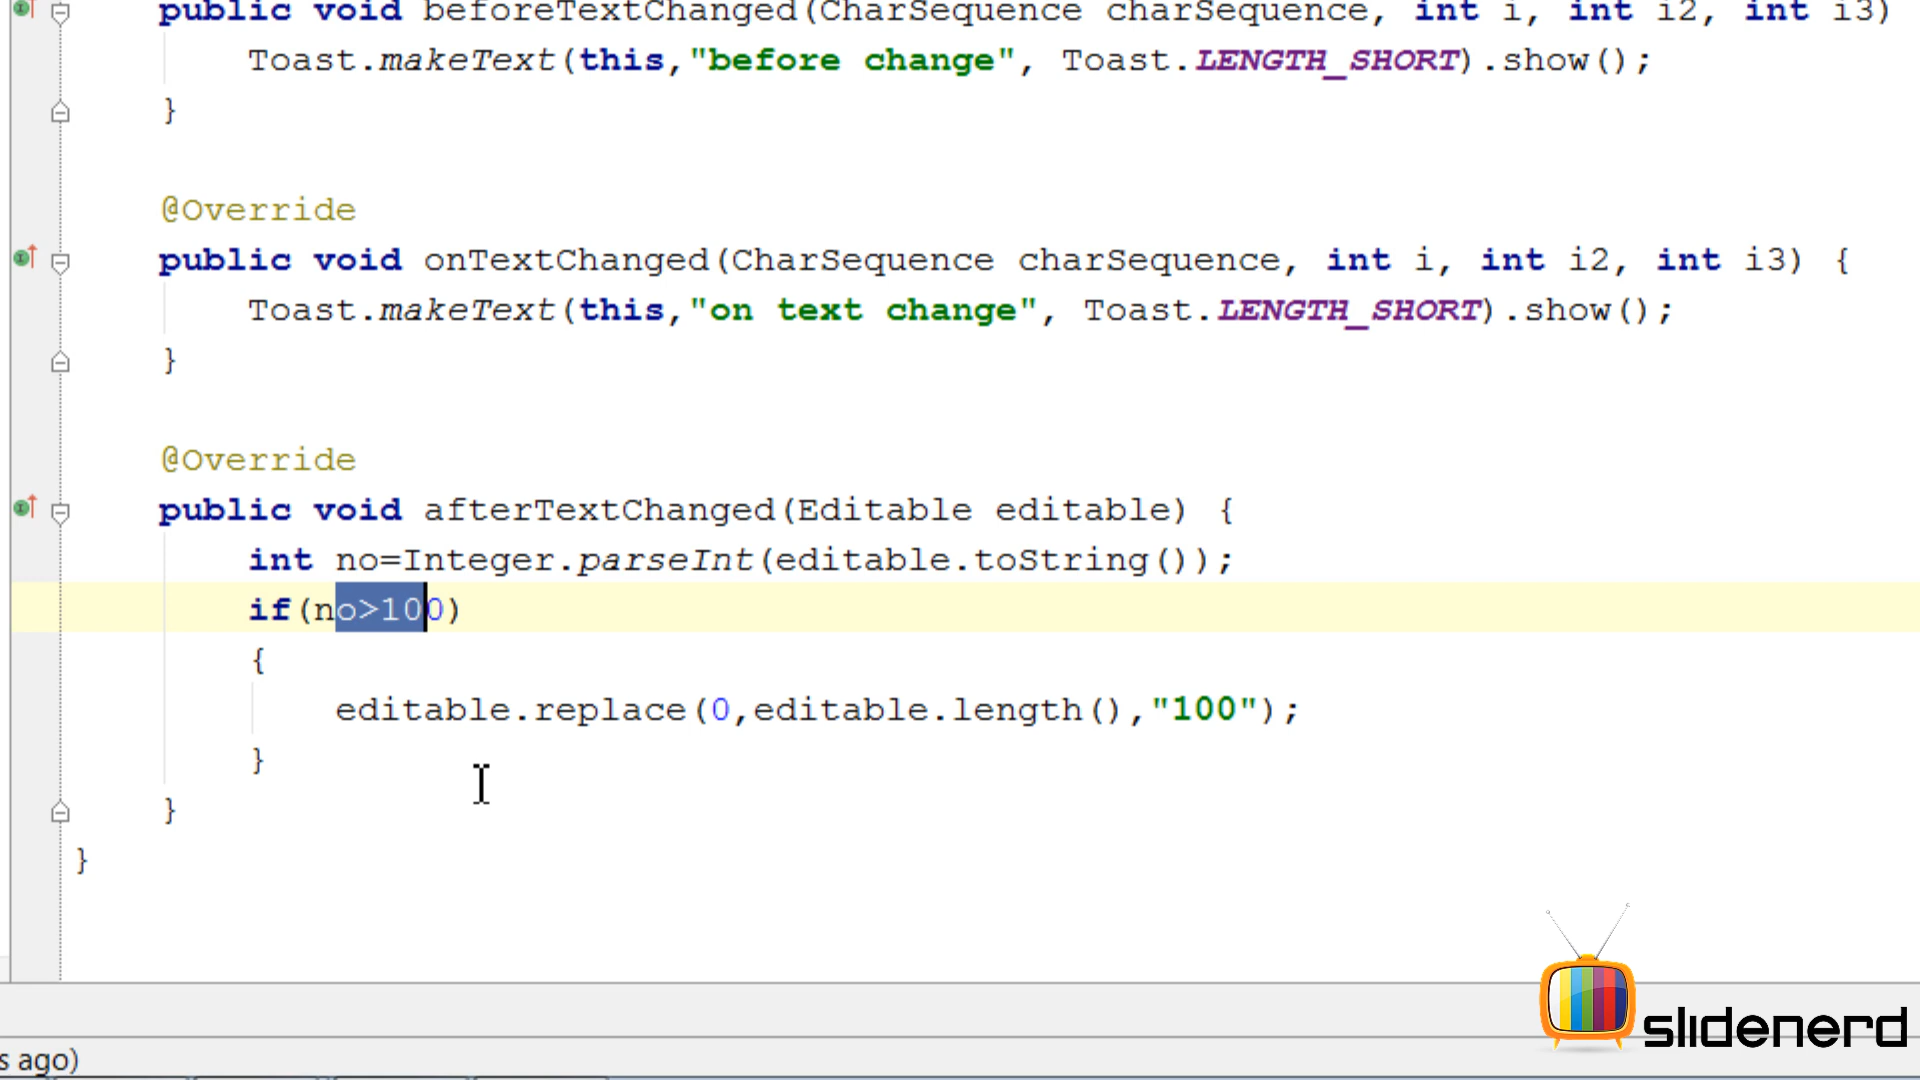 public void beforeTextChanged(CharSequence charSequence, int i, int i2, int i3)
Toast.makeText(this,"before change", Toast.LENGTH_SHORT).show();
}
@Override
public void onTextChanged(CharSequence charSequence, int i, int i2, int i3) {
Toast.makeText(this,"on text change", Toast.LENGTH_SHORT).show();
}
@Override
public void afterTextChanged(Editable editable) {
int no=Integer.parseInt(editable.toString());
if(no>100)
{
editable.replace(0,editable.length(),"100");
}
}
}
slidenerd
s ago)